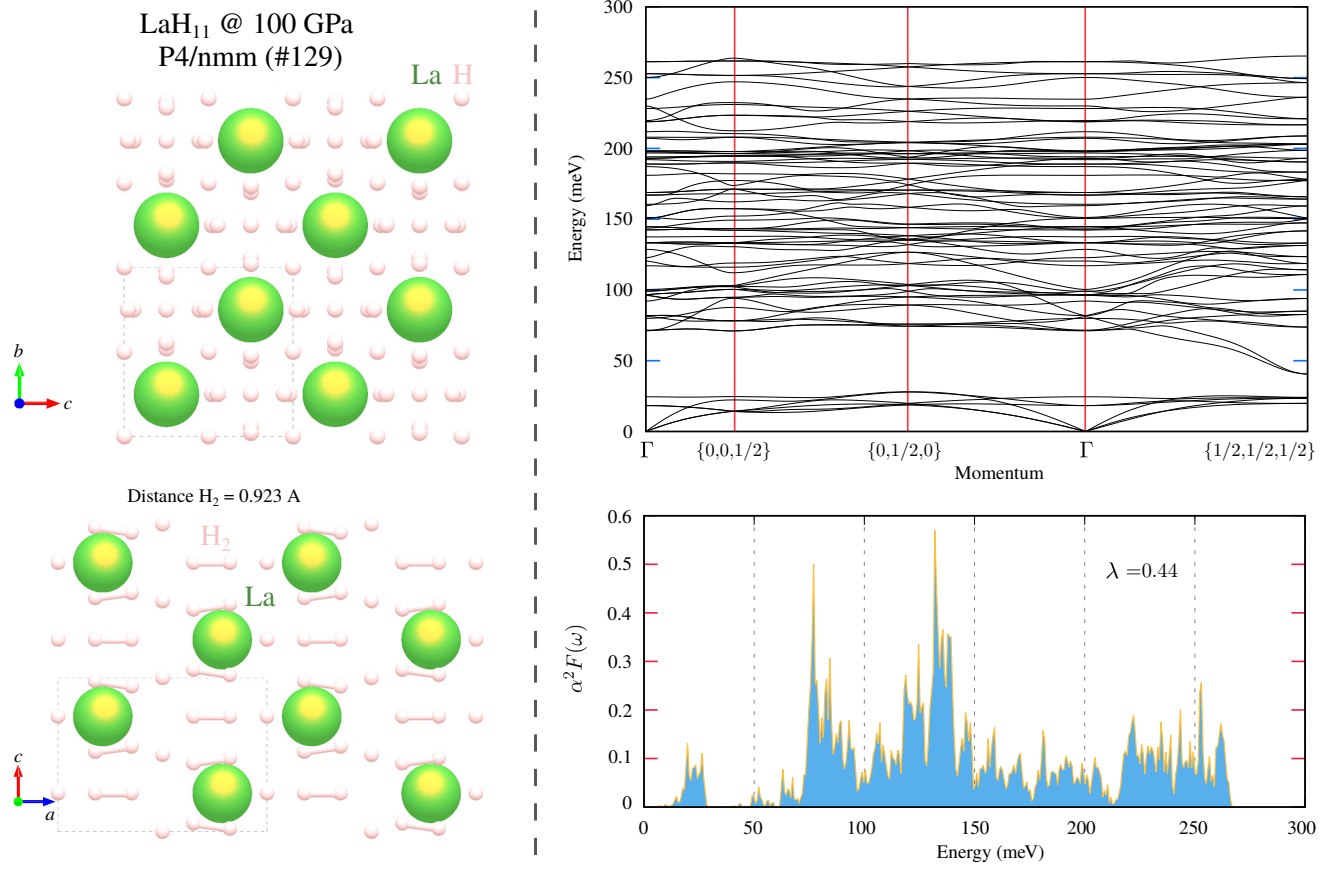 LaH₁₁ @ 100 GPa
P4/nmm (#129)
La H
b
c
Distance H₂ = 0.923 A
H₂
La
c
a
300
250
200
150
100
50
0
Energy (meV)
Γ {0,0,1/2} {0,1/2,0} Γ {1/2,1/2,1/2}
Momentum
0.6
0.5
0.4
0.3
0.2
0.1
0
α²F(ω)
λ =0.44
0 50 100 150 200 250 300
Energy (meV)